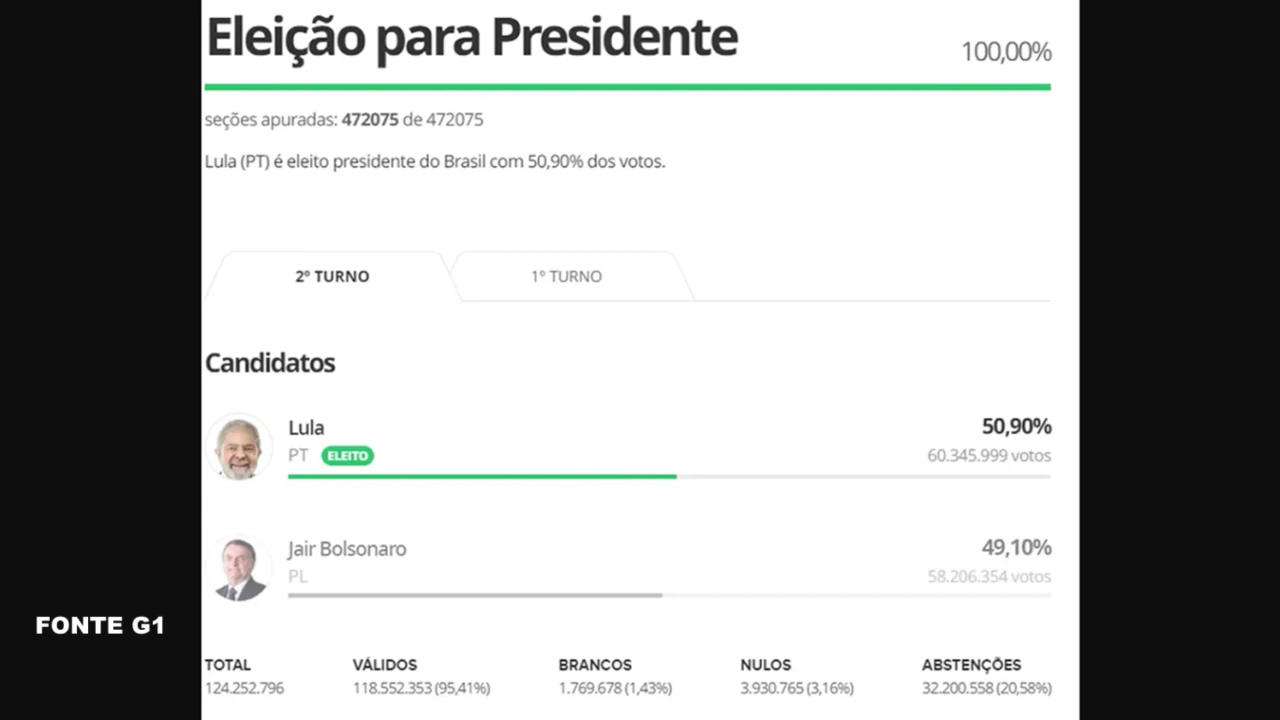 Eleição para Presidente
100,00%
seções apuradas: 472075 de 472075
Lula (PT) é eleito presidente do Brasil com 50,90% dos votos.
2º TURNO
1º TURNO
Candidatos
Lula
50,90%
PT ELEITO
60.345.999 votos
Jair Bolsonaro
49,10%
PL
58.206.354 votos
FONTE G1
TOTAL
VÁLIDOS
BRANCOS
NULOS
ABSTENÇÕES
124.252.796
118.552.353 (95,41%)
1.769.678 (1,43%)
3.930.765 (3,16%)
32.200.558 (20,58%)